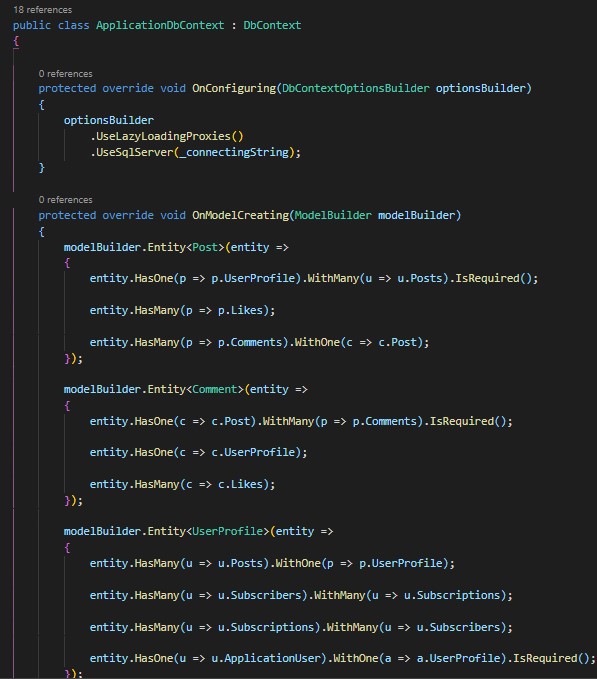 18 references
public class ApplicationDbContext : DbContext
{
0 references
protected override void OnConfiguring(DbContextOptionsBuilder optionsBuilder)
{
optionsBuilder
.UseLazyLoadingProxies()
.UseSqlServer(_connectingString);
}
0 references
protected override void OnModelCreating(ModelBuilder modelBuilder)
{
modelBuilder.Entity<Post>(entity =>
{
entity.HasOne(p => p.UserProfile).WithMany(u => u.Posts).IsRequired();
entity.HasMany(p => p.Likes);
entity.HasMany(p => p.Comments).WithOne(c => c.Post);
});
modelBuilder.Entity<Comment>(entity =>
{
entity.HasOne(c => c.Post).WithMany(p => p.Comments).IsRequired();
entity.HasOne(c => c.UserProfile);
entity.HasMany(c => c.Likes);
});
modelBuilder.Entity<UserProfile>(entity =>
{
entity.HasMany(u => u.Posts).WithOne(p => p.UserProfile);
entity.HasMany(u => u.Subscribers).WithMany(u => u.Subscriptions);
entity.HasMany(u => u.Subscriptions).WithMany(u => u.Subscribers);
entity.HasOne(u => u.ApplicationUser).WithOne(a => a.UserProfile).IsRequired();
});